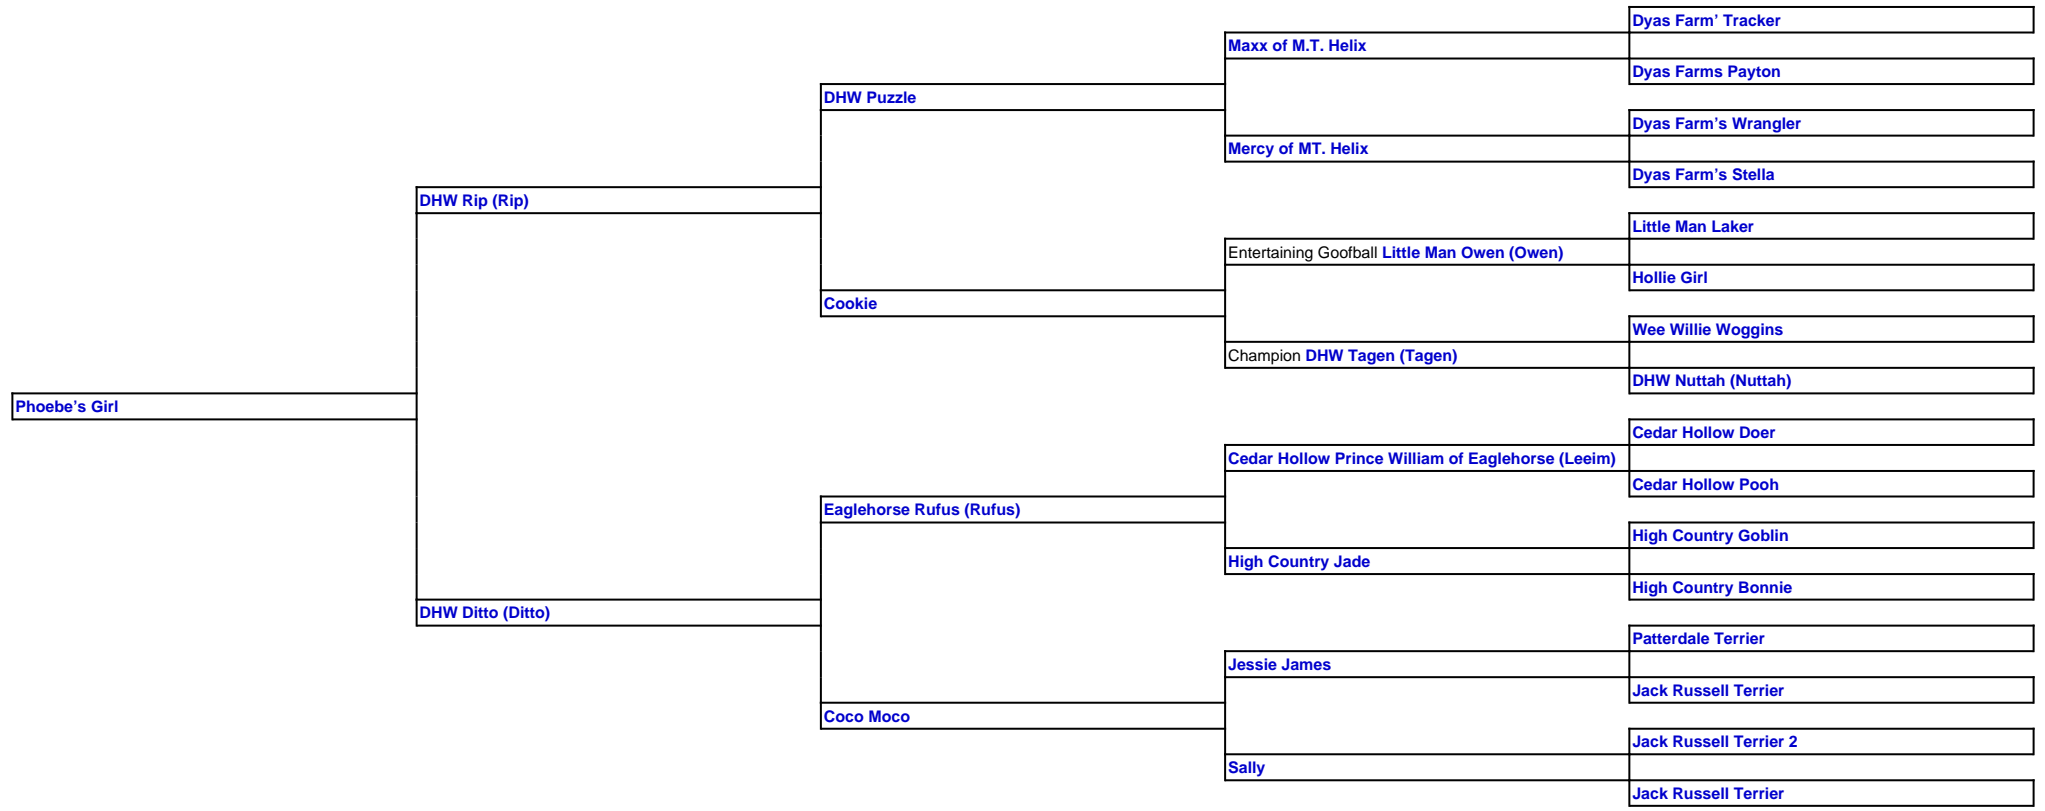 Dyas Farm’ Tracker
Maxx of M.T. Helix
Dyas Farms Payton
DHW Puzzle
Dyas Farm’s Wrangler
Mercy of MT. Helix
Dyas Farm’s Stella
DHW Rip (Rip)
Little Man Laker
Entertaining Goofball Little Man Owen (Owen)
Hollie Girl
Cookie
Wee Willie Woggins
Champion DHW Tagen (Tagen)
DHW Nuttah (Nuttah)
Phoebe’s Girl
Cedar Hollow Doer
Cedar Hollow Prince William of Eaglehorse (Leeim)
Cedar Hollow Pooh
Eaglehorse Rufus (Rufus)
High Country Goblin
High Country Jade
High Country Bonnie
DHW Ditto (Ditto)
Patterdale Terrier
Jessie James
Jack Russell Terrier
Coco Moco
Jack Russell Terrier 2
Sally
Jack Russell Terrier